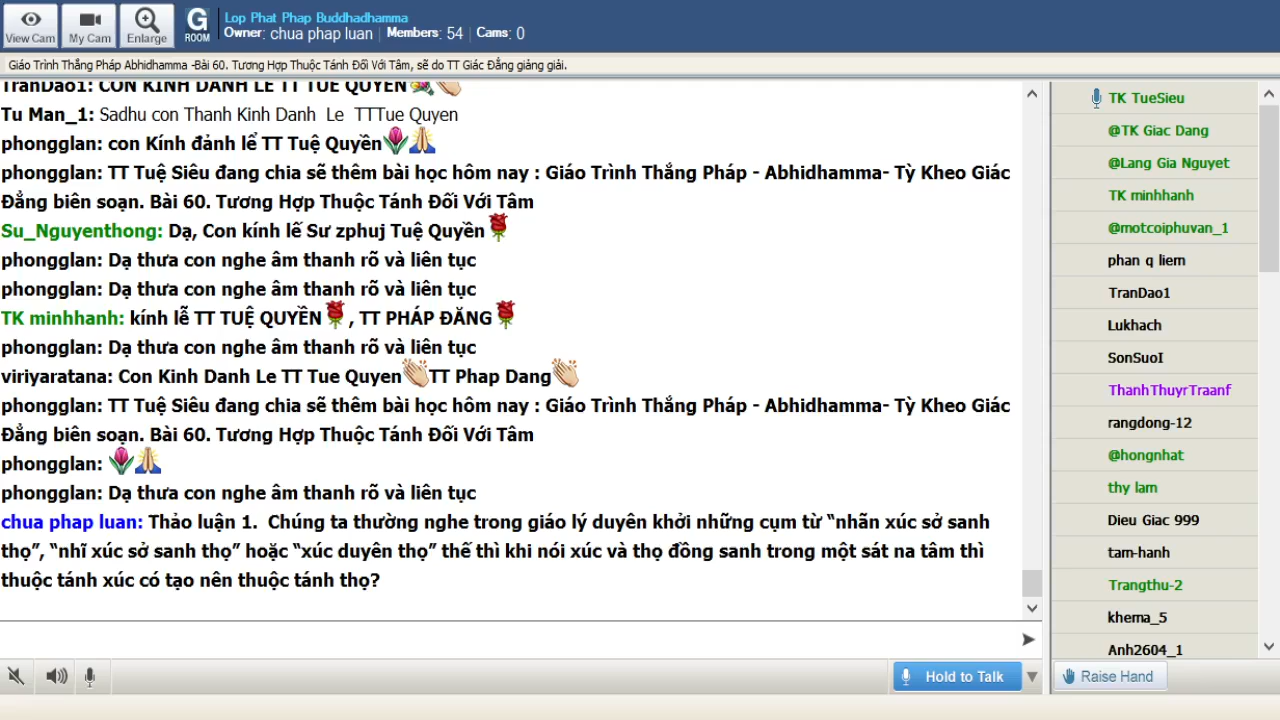 View Cam
My Cam
Enlarge
G
ROOM
Lop Phat Phap Buddhadhamma
Owner: chua phap luan | Members: 54 | Cams: 0
Giáo Trình Thắng Pháp Abhidhamma -Bài 60. Tương Hợp Thuộc Tánh Đối Với Tâm, sẽ do TT Giác Đẳng giảng giải.
TranDao1: CON KINH DANH LE TT TUE QUYEN
Tu Man_1: Sadhu con Thanh Kinh Danh Le TTTue Quyen
phongglan: con Kính đảnh lể TT Tuệ Quyền
phongglan: TT Tuệ Siêu đang chia sẽ thêm bài học hôm nay : Giáo Trình Thắng Pháp - Abhidhamma- Tỳ Kheo Giác
Đẳng biên soạn. Bài 60. Tương Hợp Thuộc Tánh Đối Với Tâm
Su_Nguyenthong: Dạ, Con kính lế Sư zphuj Tuệ Quyền
phongglan: Dạ thưa con nghe âm thanh rõ và liên tục
phongglan: Dạ thưa con nghe âm thanh rõ và liên tục
TK minhhanh: kính lễ TT TUỆ QUYỀN , TT PHÁP ĐĂNG
phongglan: Dạ thưa con nghe âm thanh rõ và liên tục
viriyaratana: Con Kinh Danh Le TT Tue Quyen TT Phap Dang
phongglan: TT Tuệ Siêu đang chia sẽ thêm bài học hôm nay : Giáo Trình Thắng Pháp - Abhidhamma- Tỳ Kheo Giác
Đẳng biên soạn. Bài 60. Tương Hợp Thuộc Tánh Đối Với Tâm
phongglan:
phongglan: Dạ thưa con nghe âm thanh rõ và liên tục
chua phap luan: Thảo luận 1. Chúng ta thường nghe trong giáo lý duyên khởi những cụm từ “nhãn xúc sở sanh
thọ”, “nhĩ xúc sở sanh thọ” hoặc “xúc duyên thọ” thế thì khi nói xúc và thọ đồng sanh trong một sát na tâm thì
thuộc tánh xúc có tạo nên thuộc tánh thọ?
TK TueSieu
@TK Giac Dang
@Lang Gia Nguyet
TK minhhanh
@motcoiphuvan_1
phan q liem
TranDao1
Lukhach
SonSuoI
ThanhThuyrTraanf
rangdong-12
@hongnhat
thy lam
Dieu Giac 999
tam-hanh
Trangthu-2
khema_5
Anh2604_1
Hold to Talk
Raise Hand